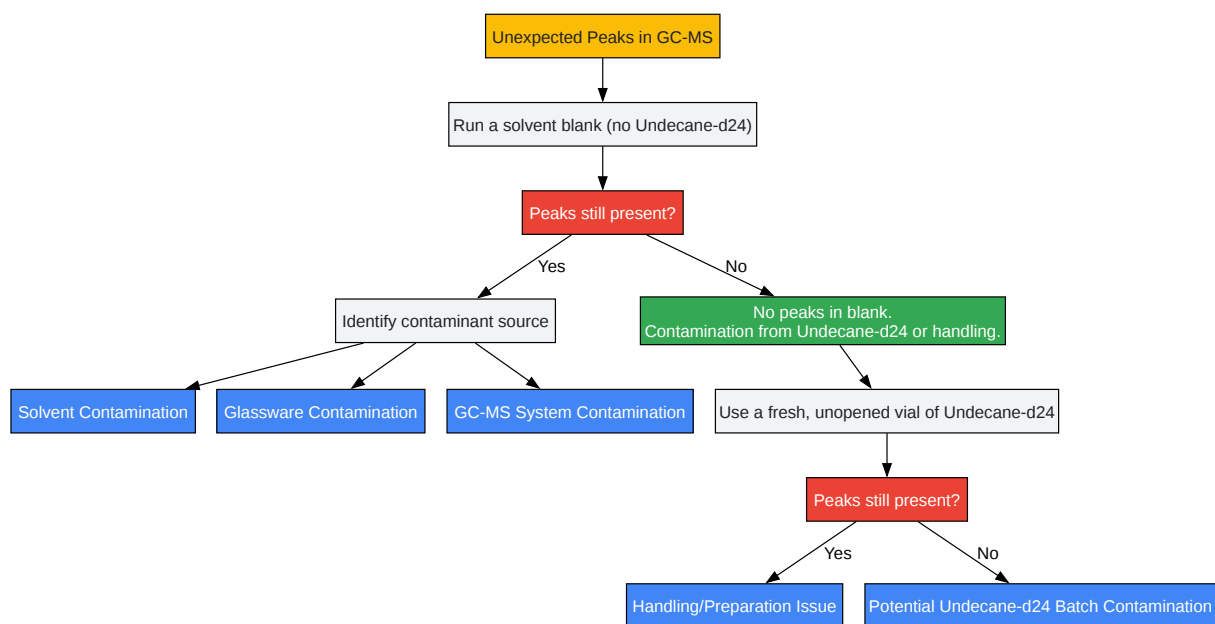 Unexpected Peaks in GC-MS
Run a solvent blank (no Undecane-d24)
Peaks still present?
Yes
No
Identify contaminant source
No peaks in blank.
Contamination from Undecane-d24 or handling.
Solvent Contamination
Glassware Contamination
GC-MS System Contamination
Use a fresh, unopened vial of Undecane-d24
Peaks still present?
Yes
No
Handling/Preparation Issue
Potential Undecane-d24 Batch Contamination